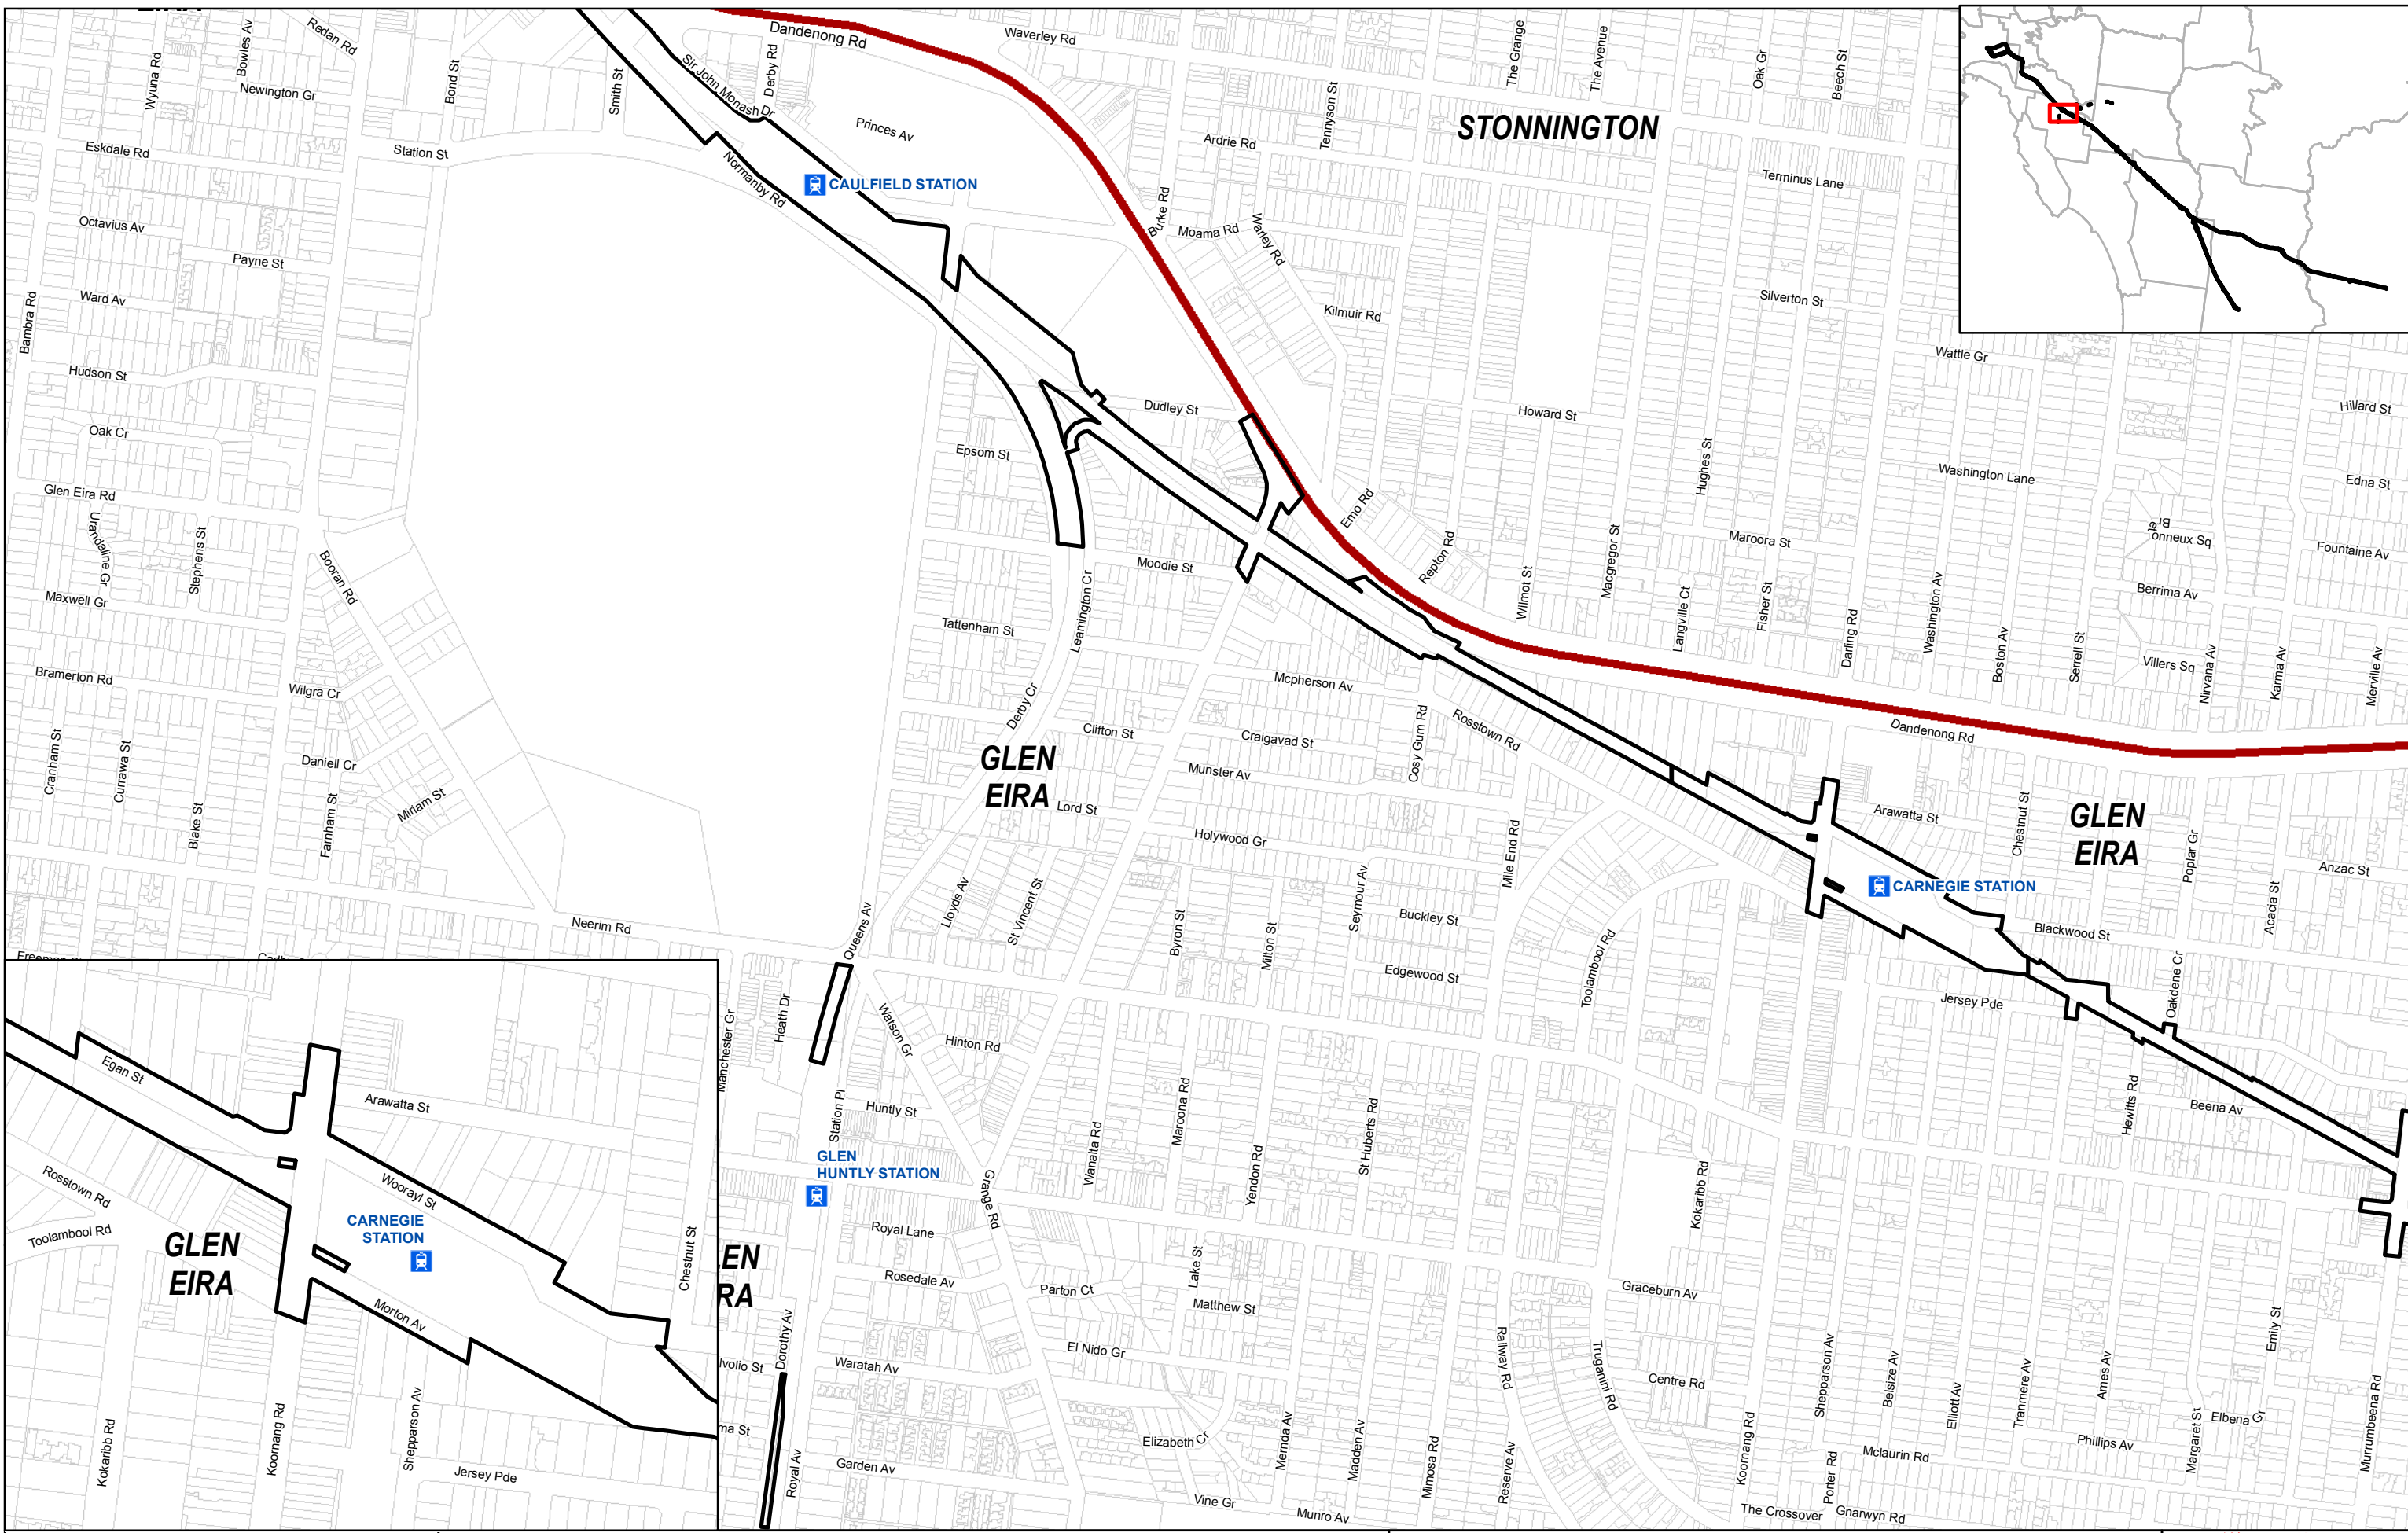 Redan Rd
Bowles Av
Wyuna Rd
Newington Gr
Bond St
Smith St
Sir John Monash Dr
Derby Rd
Dandenong Rd
Waverley Rd
The Grange
The Avenue
Oak Gr
Beech St
Eskdale Rd
Station St
Princes Av
Ardrie Rd
Tennyson St
STONNINGTON
Normanby Rd
CAULFIELD STATION
Terminus Lane
Octavius Av
Burke Rd
Moama Rd
Warley Rd
Payne St
Ward Av
Bambra Rd
Kilmuir Rd
Silverton St
Wattle Gr
Hudson St
Dudley St
Howard St
Hillard St
Oak Cr
Epsom St
Hughes St
Washington Lane
Edna St
Glen Eira Rd
Urandaline Gr
Stephens St
Booran Rd
Emo Rd
Repton Rd
Macgregor St
Maroora St
Bret
onneux Sq
Fountaine Av
Maxwell Gr
Moodie St
Leamington Cr
Wilmot St
Langville Ct
Fisher St
Darling Rd
Washington Av
Berrima Av
Tattenham St
Boston Av
Serrell St
Villers Sq
Nirvana Av
Karma Av
Merville Av
Bramerton Rd
Wilgra Cr
Mcpherson Av
Derby Cr
Clifton St
Craigavad St
Cosy Gum Rd
Rosstown Rd
Dandenong Rd
Cranham St
Currawa St
Daniell Cr
GLEN
EIRA
Munster Av
Lord St
Blake St
Farnham St
Miriam St
Holywood Gr
Mile End Rd
Arawatta St
Chestnut St
GLEN
EIRA
Poplar Gr
Anzac St
CARNEGIE STATION
Acacia St
Neerim Rd
Queens Av
Lloyds Av
St Vincent St
Byron St
Milton St
Seymour Av
Buckley St
Edgewood St
Toolambool Rd
Blackwood St
Oakdene Cr
Jersey Pde
Manchester Gr
Heath Dr
Watson Gr
Hinton Rd
Station Pl
Huntly St
Wanalta Rd
Maroona Rd
Yendon Rd
St Huberts Rd
Hewitts Rd
Beena Av
GLEN
HUNTLY STATION
Grange Rd
Kokaribb Rd
Royal Lane
Rosedale Av
Parton Ct
Lake St
Matthew St
Graceburn Av
Emily St
EN
RA
Dorothy Av
lvolio St
Waratah Av
El Nido Gr
Railway Rd
Truganini Rd
Centre Rd
Shepparson Av
Belsize Av
Elliott Av
Tranmere Av
Ames Av
Margaret St
Elbena Gr
Murrumbeena Rd
ma St
Royal Av
Garden Av
Elizabeth Cr
Mernda Av
Madden Av
Mimosa Rd
Reserve Av
Koornang Rd
Porter Rd
Mclaurin Rd
Phillips Av
Vine Gr
Munro Av
The Crossover
Gnarwyn Rd
Egan St
Arawatta St
Rosstown Rd
Toolambool Rd
Woorayl St
CARNEGIE
STATION
GLEN
EIRA
Chestnut St
Morton Av
Kokaribb Rd
Koornang Rd
Shepparson Av
Jersey Pde